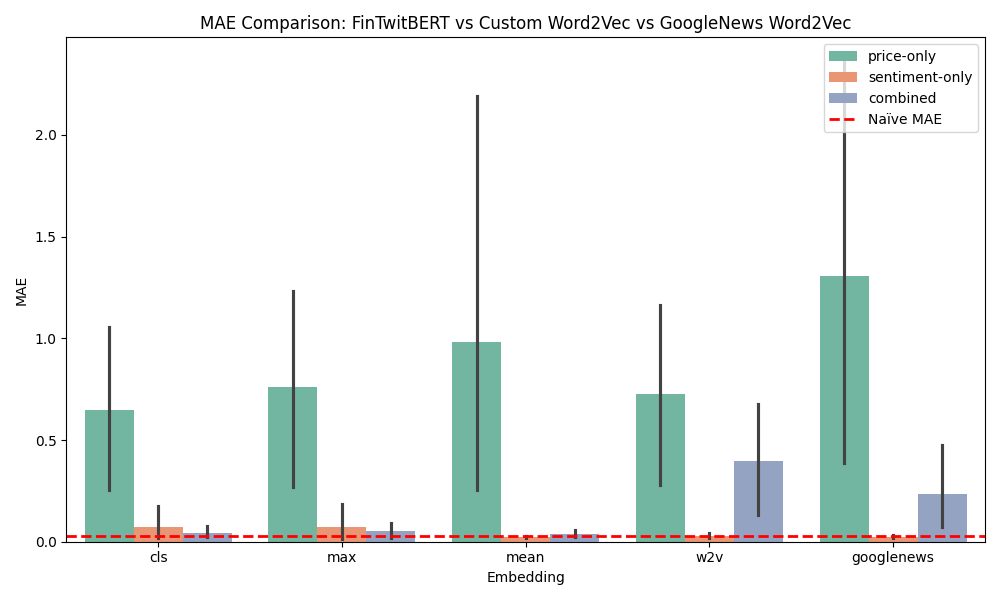 MAE Comparison: FinTwitBERT vs Custom Word2Vec vs GoogleNews Word2Vec
price-only
sentiment-only
combined
Naïve MAE
MAE
2.0
1.5
1.0
0.5
0.0
cls
max
mean
w2v
googlenews
Embedding